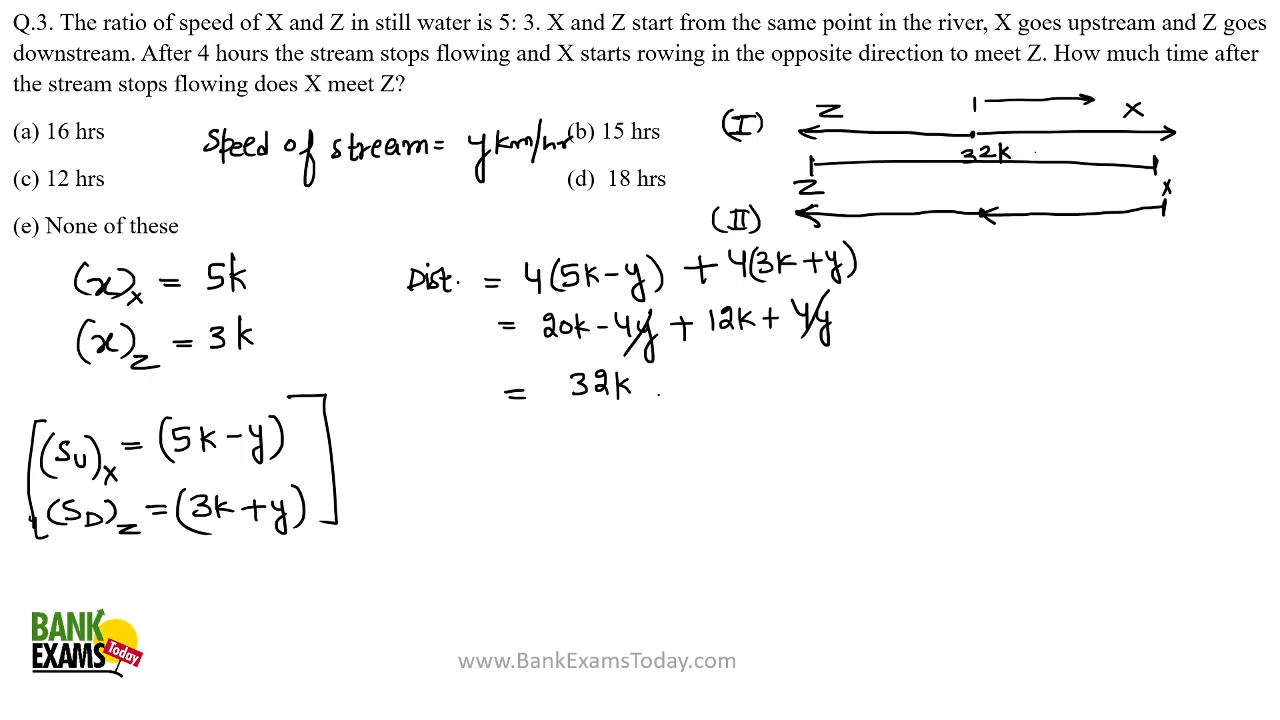 Q.3. The ratio of speed of X and Z in still water is 5: 3. X and Z start from the same point in the river, X goes upstream and Z goes
downstream. After 4 hours the stream stops flowing and X starts rowing in the opposite direction to meet Z. How much time after
the stream stops flowing does X meet Z?
(a) 16 hrs
(b) 15 hrs
(c) 12 hrs
(d) 18 hrs
(e) None of these
Speed of stream = y km/hr
(I) Z X
32k
Z X
(II)
(x)x = 5k
(x)z = 3k
[(SU)x = (5k-y)
(SD)z = (3k+y)]
Dist. = 4(5k-y) + 4(3k+y)
= 20k - 4y + 12k + 4y
= 32k
BANK
EXAMS Today
www.BankExamsToday.com